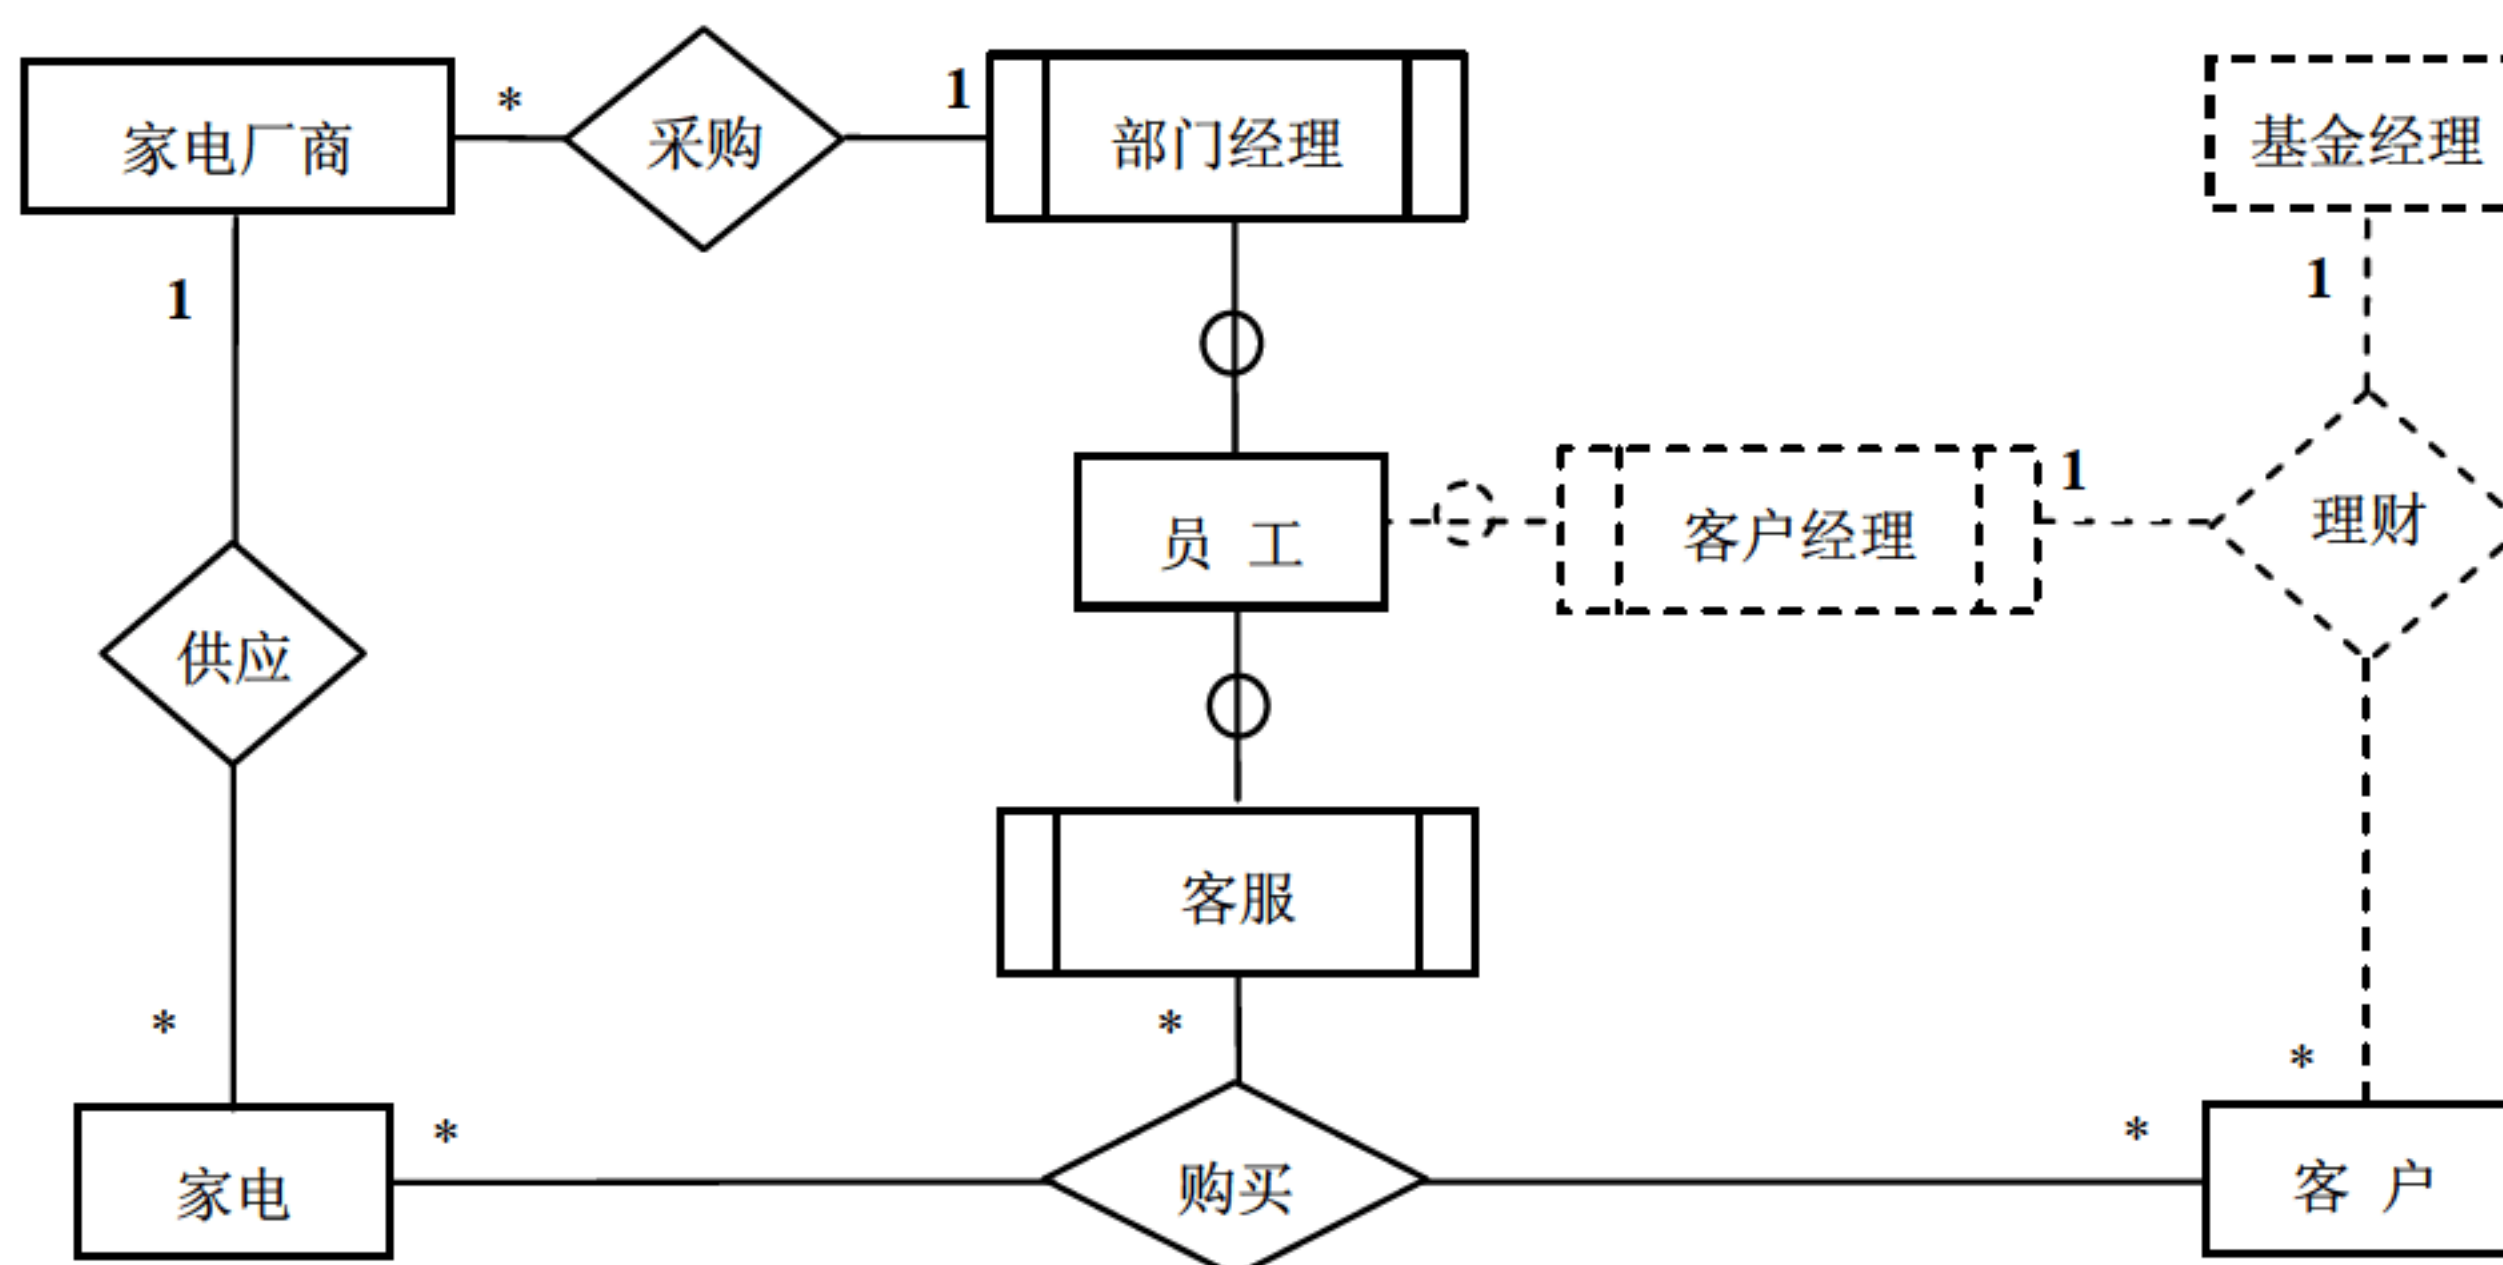 家电厂商
*
采购
1
部门经理
基金经理
1
1
员 工
客户经理
1
理财
供应
客服
*
*
*
家电
*
购买
*
客 户